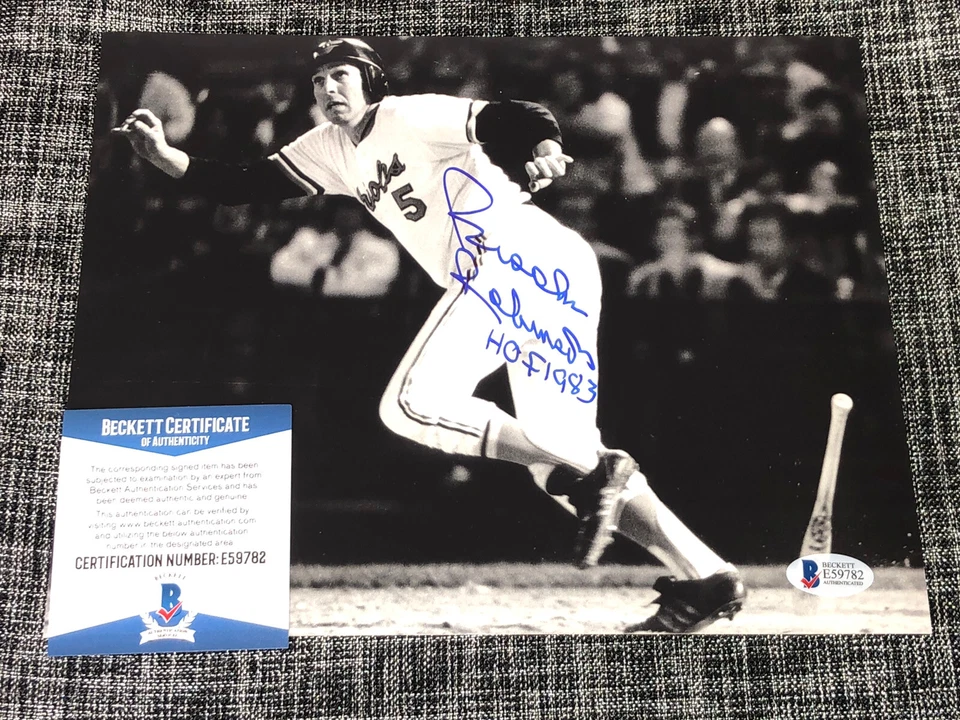 orioles
5
Brooks
Robinson
HOF 1983
BECKETT CERTIFICATE
OF AUTHENTICITY
The corresponding signed item has been
subjected to examination by an expert from
Beckett Authentication Services and has
been deemed authentic and genuine
This authentication can be verified by
visiting www.beckett-authentication.com
and utilizing the below authentication
number in the designated area.
CERTIFICATION NUMBER: E59782
BECKETT
B
BECKETT
E59782
AUTHENTICATED